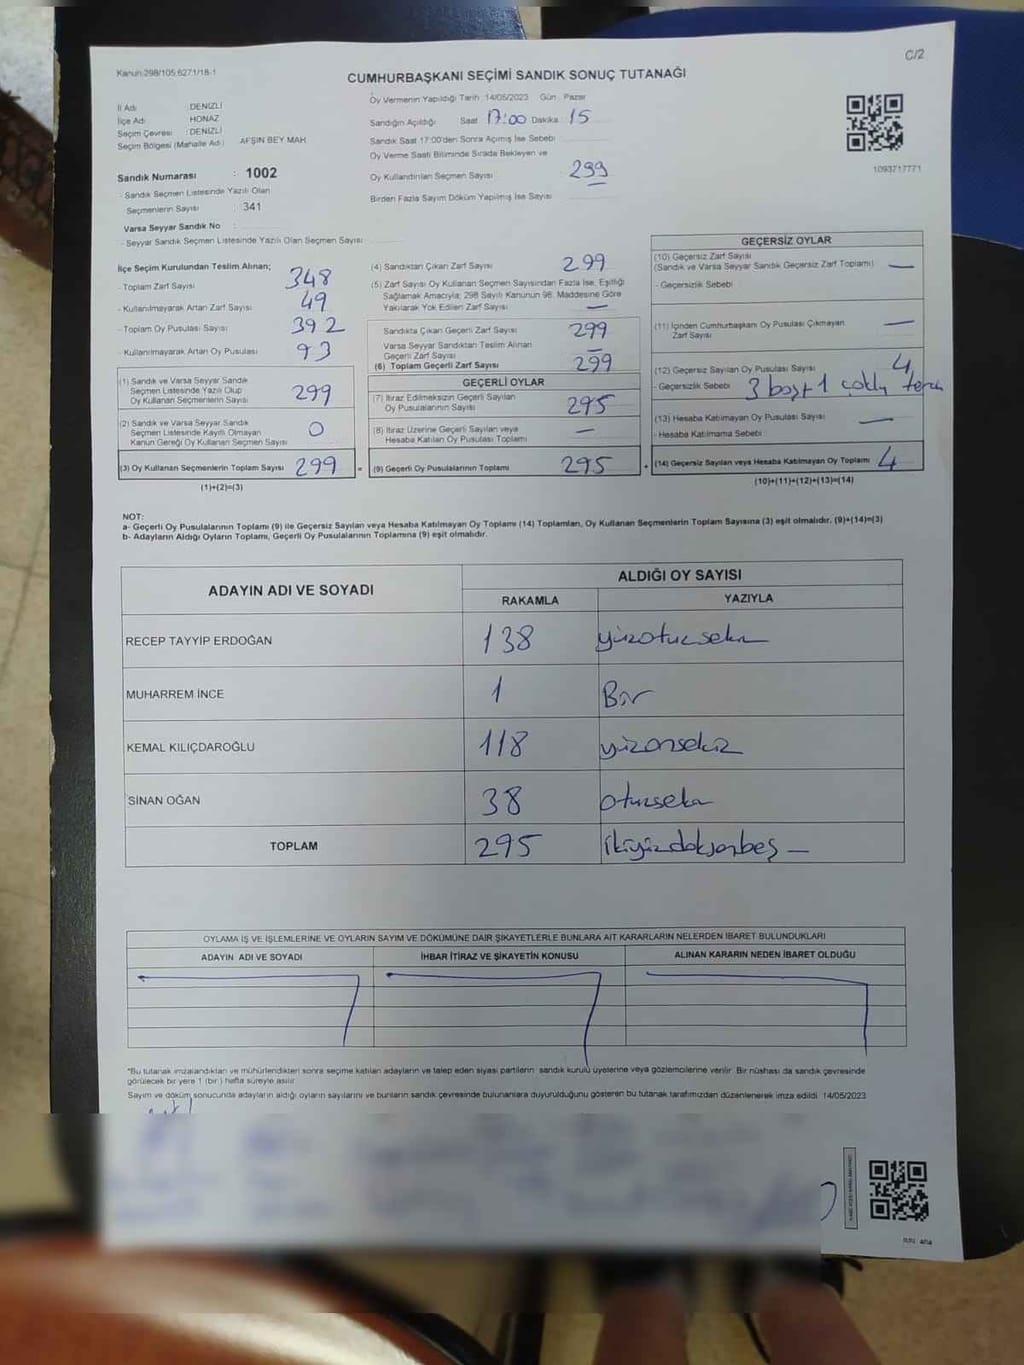 Kanun:298/105;6271/18-1
C/2
CUMHURBAŞKANI SEÇİMİ SANDIK SONUÇ TUTANAĞI
İl Adı : DENİZLİ
İlçe Adı : HONAZ
Seçim Çevresi : DENİZLİ
Seçim Bölgesi (Mahalle Adı) : AFŞIN BEY MAH
Sandık Numarası : 1002
- Sandık Seçmen Listesinde Yazılı Olan
Seçmenlerin Sayısı : 341
Varsa Seyyar Sandık No :
- Seyyar Sandık Seçmen Listesinde Yazılı Olan Seçmen Sayısı
Oy Vermenin Yapıldığı Tarih :14/05/2023 Gün : Pazar
Sandığın Açıldığı Saat 17:00 Dakika 15
Sandık Saat 17:00'den Sonra Açılmış İse Sebebi
Oy Verme Saati Bitiminde Sırada Bekleyen ve
Oy Kullandırılan Seçmen Sayısı 299
Birden Fazla Sayım Döküm Yapılmış İse Sayısı
1093717771
İlçe Seçim Kurulundan Teslim Alınan;
- Toplam Zarf Sayısı : 348
- Kullanılmayarak Artan Zarf Sayısı : 49
- Toplam Oy Pusulası Sayısı : 392
- Kullanılmayarak Artan Oy Pusulası : 93
(1) Sandık ve Varsa Seyyar Sandık
Seçmen Listesinde Yazılı Olup
Oy Kullanan Seçmenlerin Sayısı 299
(2) Sandık ve Varsa Seyyar Sandık
Seçmen Listesinde Kayıtlı Olmayan
Kanun Gereği Oy Kullanan Seçmen Sayısı 0
(3) Oy Kullanan Seçmenlerin Toplam Sayısı 299
(1)+(2)=(3)
(4) Sandıktan Çıkan Zarf Sayısı 299
(5) Zarf Sayısı Oy Kullanan Seçmen Sayısından Fazla İse, Eşitliği
Sağlamak Amacıyla; 298 Sayılı Kanunun 98. Maddesine Göre
Yakılarak Yok Edilen Zarf Sayısı —
Sandıkta Çıkan Geçerli Zarf Sayısı 299
Varsa Seyyar Sandıktan Teslim Alınan
Geçerli Zarf Sayısı —
(6) Toplam Geçerli Zarf Sayısı 299
GEÇERLİ OYLAR
(7) İtiraz Edilmeksizin Geçerli Sayılan
Oy Pusulalarının Sayısı 295
(8) İtiraz Üzerine Geçerli Sayılan veya
Hesaba Katılan Oy Pusulası Toplamı —
(9) Geçerli Oy Pusulalarının Toplamı 295
GEÇERSİZ OYLAR
(10) Geçersiz Zarf Sayısı
(Sandık ve Varsa Seyyar Sandık Geçersiz Zarf Toplamı) —
- Geçersizlik Sebebi :
(11) İçinden Cumhurbaşkanı Oy Pusulası Çıkmayan
Zarf Sayısı —
(12) Geçersiz Sayılan Oy Pusulası Sayısı 4
- Geçersizlik Sebebi : 3 boş+1 çoklu
(13) Hesaba Katılmayan Oy Pusulası Sayısı —
- Hesaba Katılmama Sebebi :
(14) Geçersiz Sayılan veya Hesaba Katılmayan Oy Toplamı 4
(10)+(11)+(12)+(13)=(14)
NOT:
a- Geçerli Oy Pusulalarının Toplamı (9) ile Geçersiz Sayılan veya Hesaba Katılmayan Oy Toplamı (14) Toplamları, Oy Kullanan Seçmenlerin Toplam Sayısına (3) eşit olmalıdır. (9)+(14)=(3)
b- Adayların Aldığı Oyların Toplamı, Geçerli Oy Pusulalarının Toplamına (9) eşit olmalıdır.
ADAYIN ADI VE SOYADI ALDIĞI OY SAYISI
RAKAMLA YAZIYLA
RECEP TAYYIP ERDOĞAN 138 yüzotuzsekiz
MUHARREM İNCE 1 Bir
KEMAL KILIÇDAROĞLU 118 yüzonsekiz
SİNAN OĞAN 38 otuzsekiz
TOPLAM 295 ikiyüzdoksanbeş —
OYLAMA İŞ VE İŞLEMLERİNE VE OYLARIN SAYIM VE DÖKÜMÜNE DAİR ŞİKAYETLERLE BUNLARA AİT KARARLARIN NELERDEN İBARET BULUNDUKLARI
ADAYIN ADI VE SOYADI İHBAR İTİRAZ VE ŞİKAYETİN KONUSU ALINAN KARARIN NEDEN İBARET OLDUĞU
*Bu tutanak imzalandıktan ve mühürlendikten sonra seçime katılan adayların ve talep eden siyasi partilerin sandık kurulu üyelerine veya gözlemcilerine verilir. Bir nüshası da sandık çevresinde
görülecek bir yere 1 (bir) hafta süreyle asılır.
Sayım ve döküm sonucunda adayların aldığı oyların sayılarını ve bunların sandık çevresinde bulunanlara duyurulduğunu gösteren bu tutanak tarafımızdan düzenlenerek imza edildi. 14/05/2023